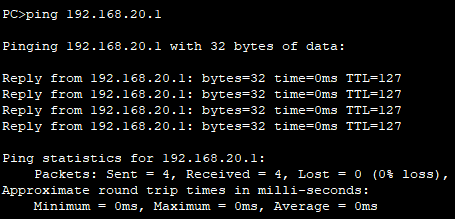 PC>ping 192.168.20.1
Pinging 192.168.20.1 with 32 bytes of data:
Reply from 192.168.20.1: bytes=32 time=0ms TTL=127
Reply from 192.168.20.1: bytes=32 time=0ms TTL=127
Reply from 192.168.20.1: bytes=32 time=0ms TTL=127
Reply from 192.168.20.1: bytes=32 time=0ms TTL=127
Ping statistics for 192.168.20.1:
    Packets: Sent = 4, Received = 4, Lost = 0 (0% loss),
Approximate round trip times in milli-seconds:
    Minimum = 0ms, Maximum = 0ms, Average = 0ms